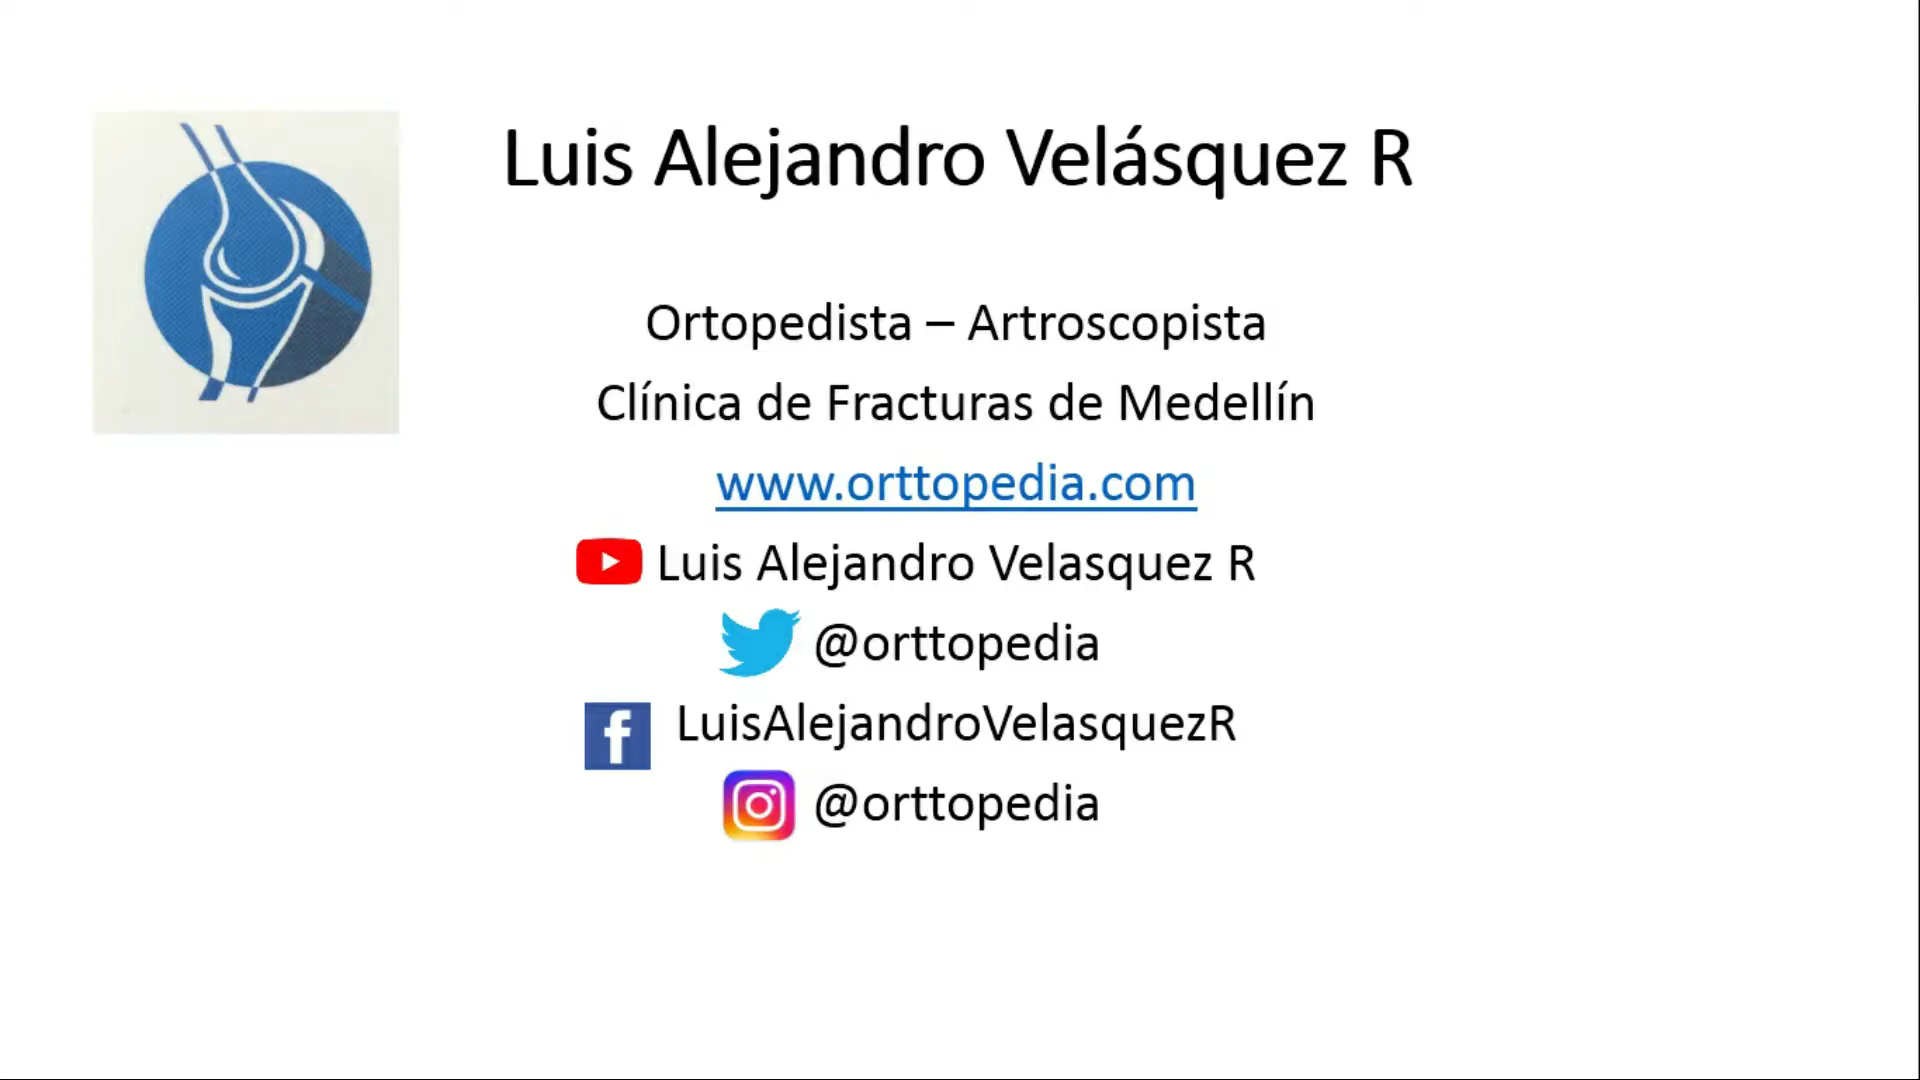 Luis Alejandro Velásquez R
Ortopedista – Artroscopista
Clínica de Fracturas de Medellín
www.orttopedia.com
Luis Alejandro Velasquez R
@orttopedia
LuisAlejandroVelasquezR
@orttopedia